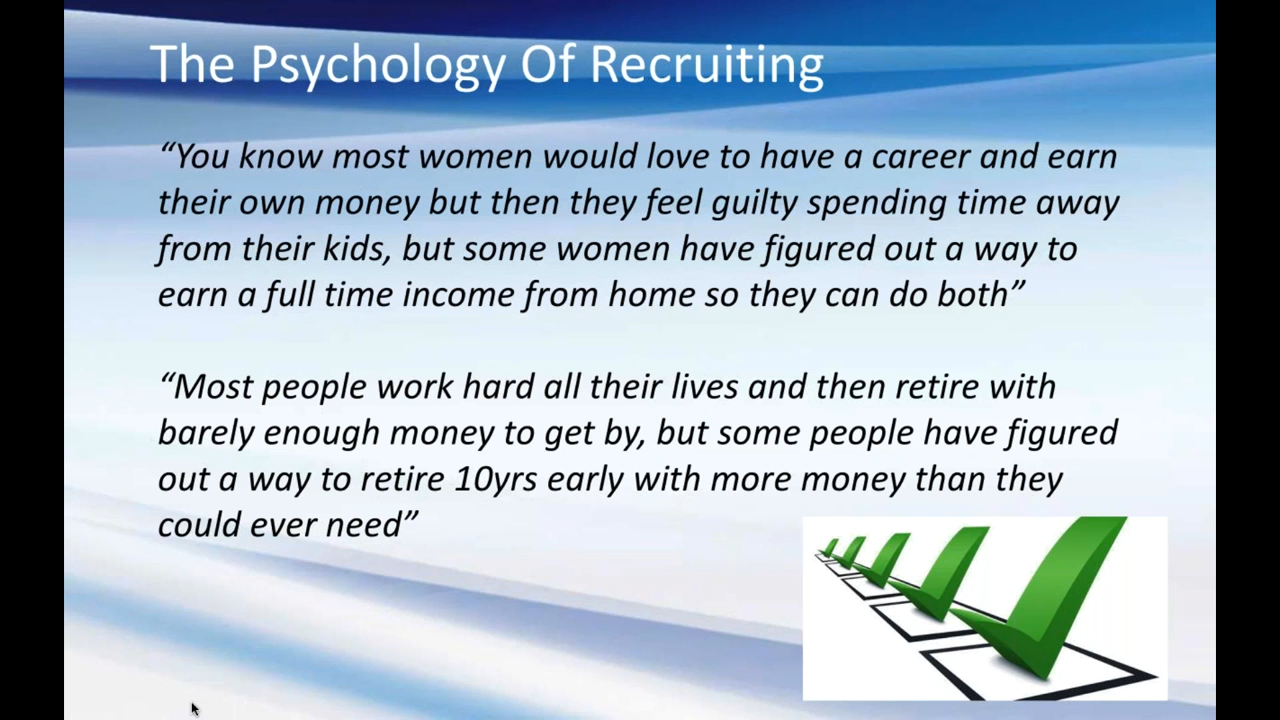 The Psychology Of Recruiting
“You know most women would love to have a career and earn
their own money but then they feel guilty spending time away
from their kids, but some women have figured out a way to
earn a full time income from home so they can do both”
“Most people work hard all their lives and then retire with
barely enough money to get by, but some people have figured
out a way to retire 10yrs early with more money than they
could ever need”